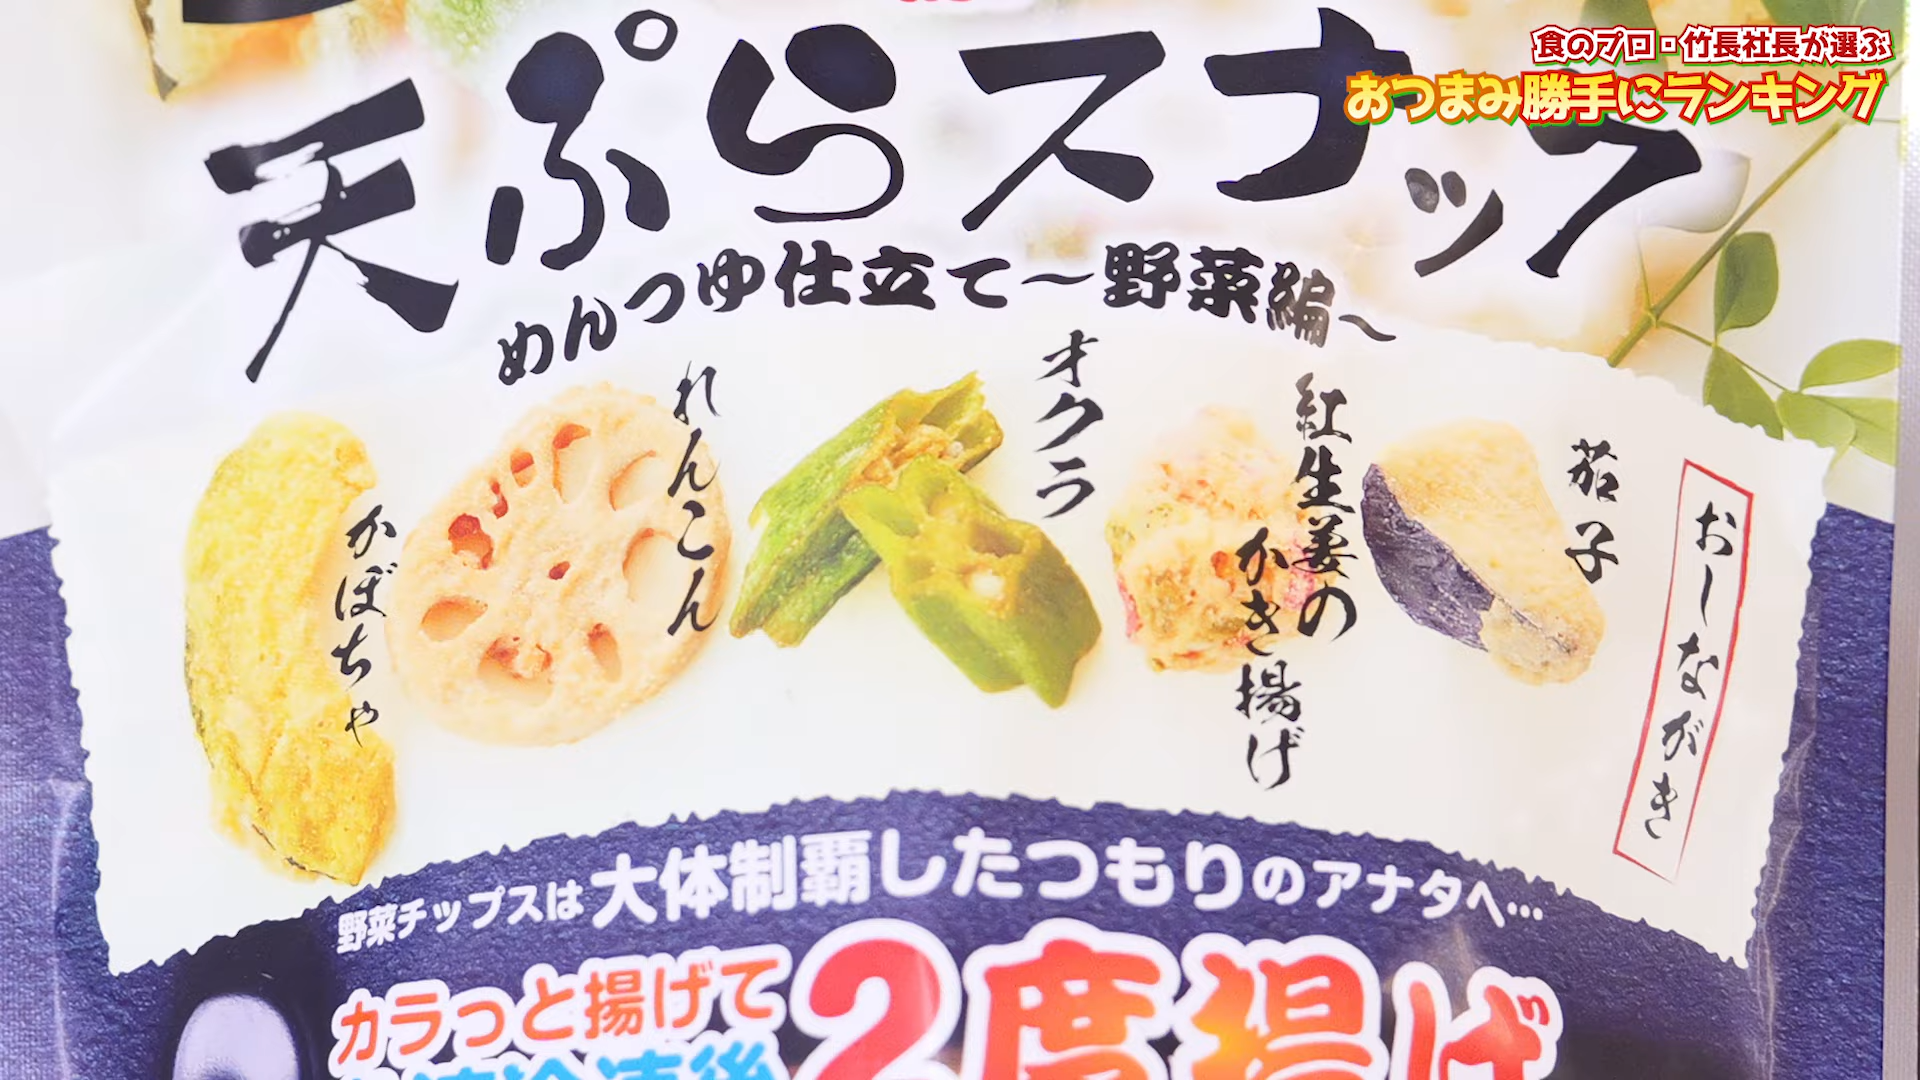 食のプロ・竹長社長が選ぶ
おつまみ勝手にランキング
天ぷらスナック
めんつゆ仕立て～野菜編～
おしながき
茄子
紅生姜の
かき揚げ
オクラ
れんこん
かぼちゃ
野菜チップスは大体制覇したつもりのアナタへ…
カラっと揚げて
2度揚げ